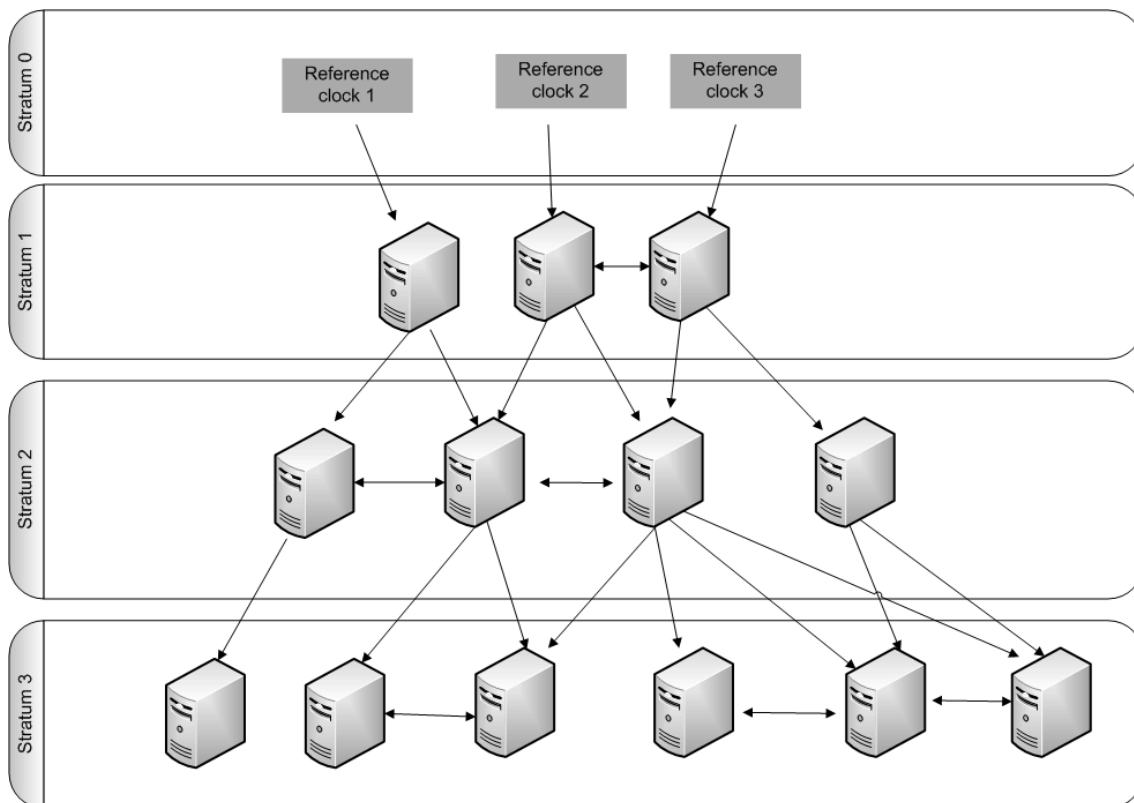 Stratum 0
Reference
clock 1
Reference
clock 2
Reference
clock 3
Stratum 1
Stratum 2
Stratum 3